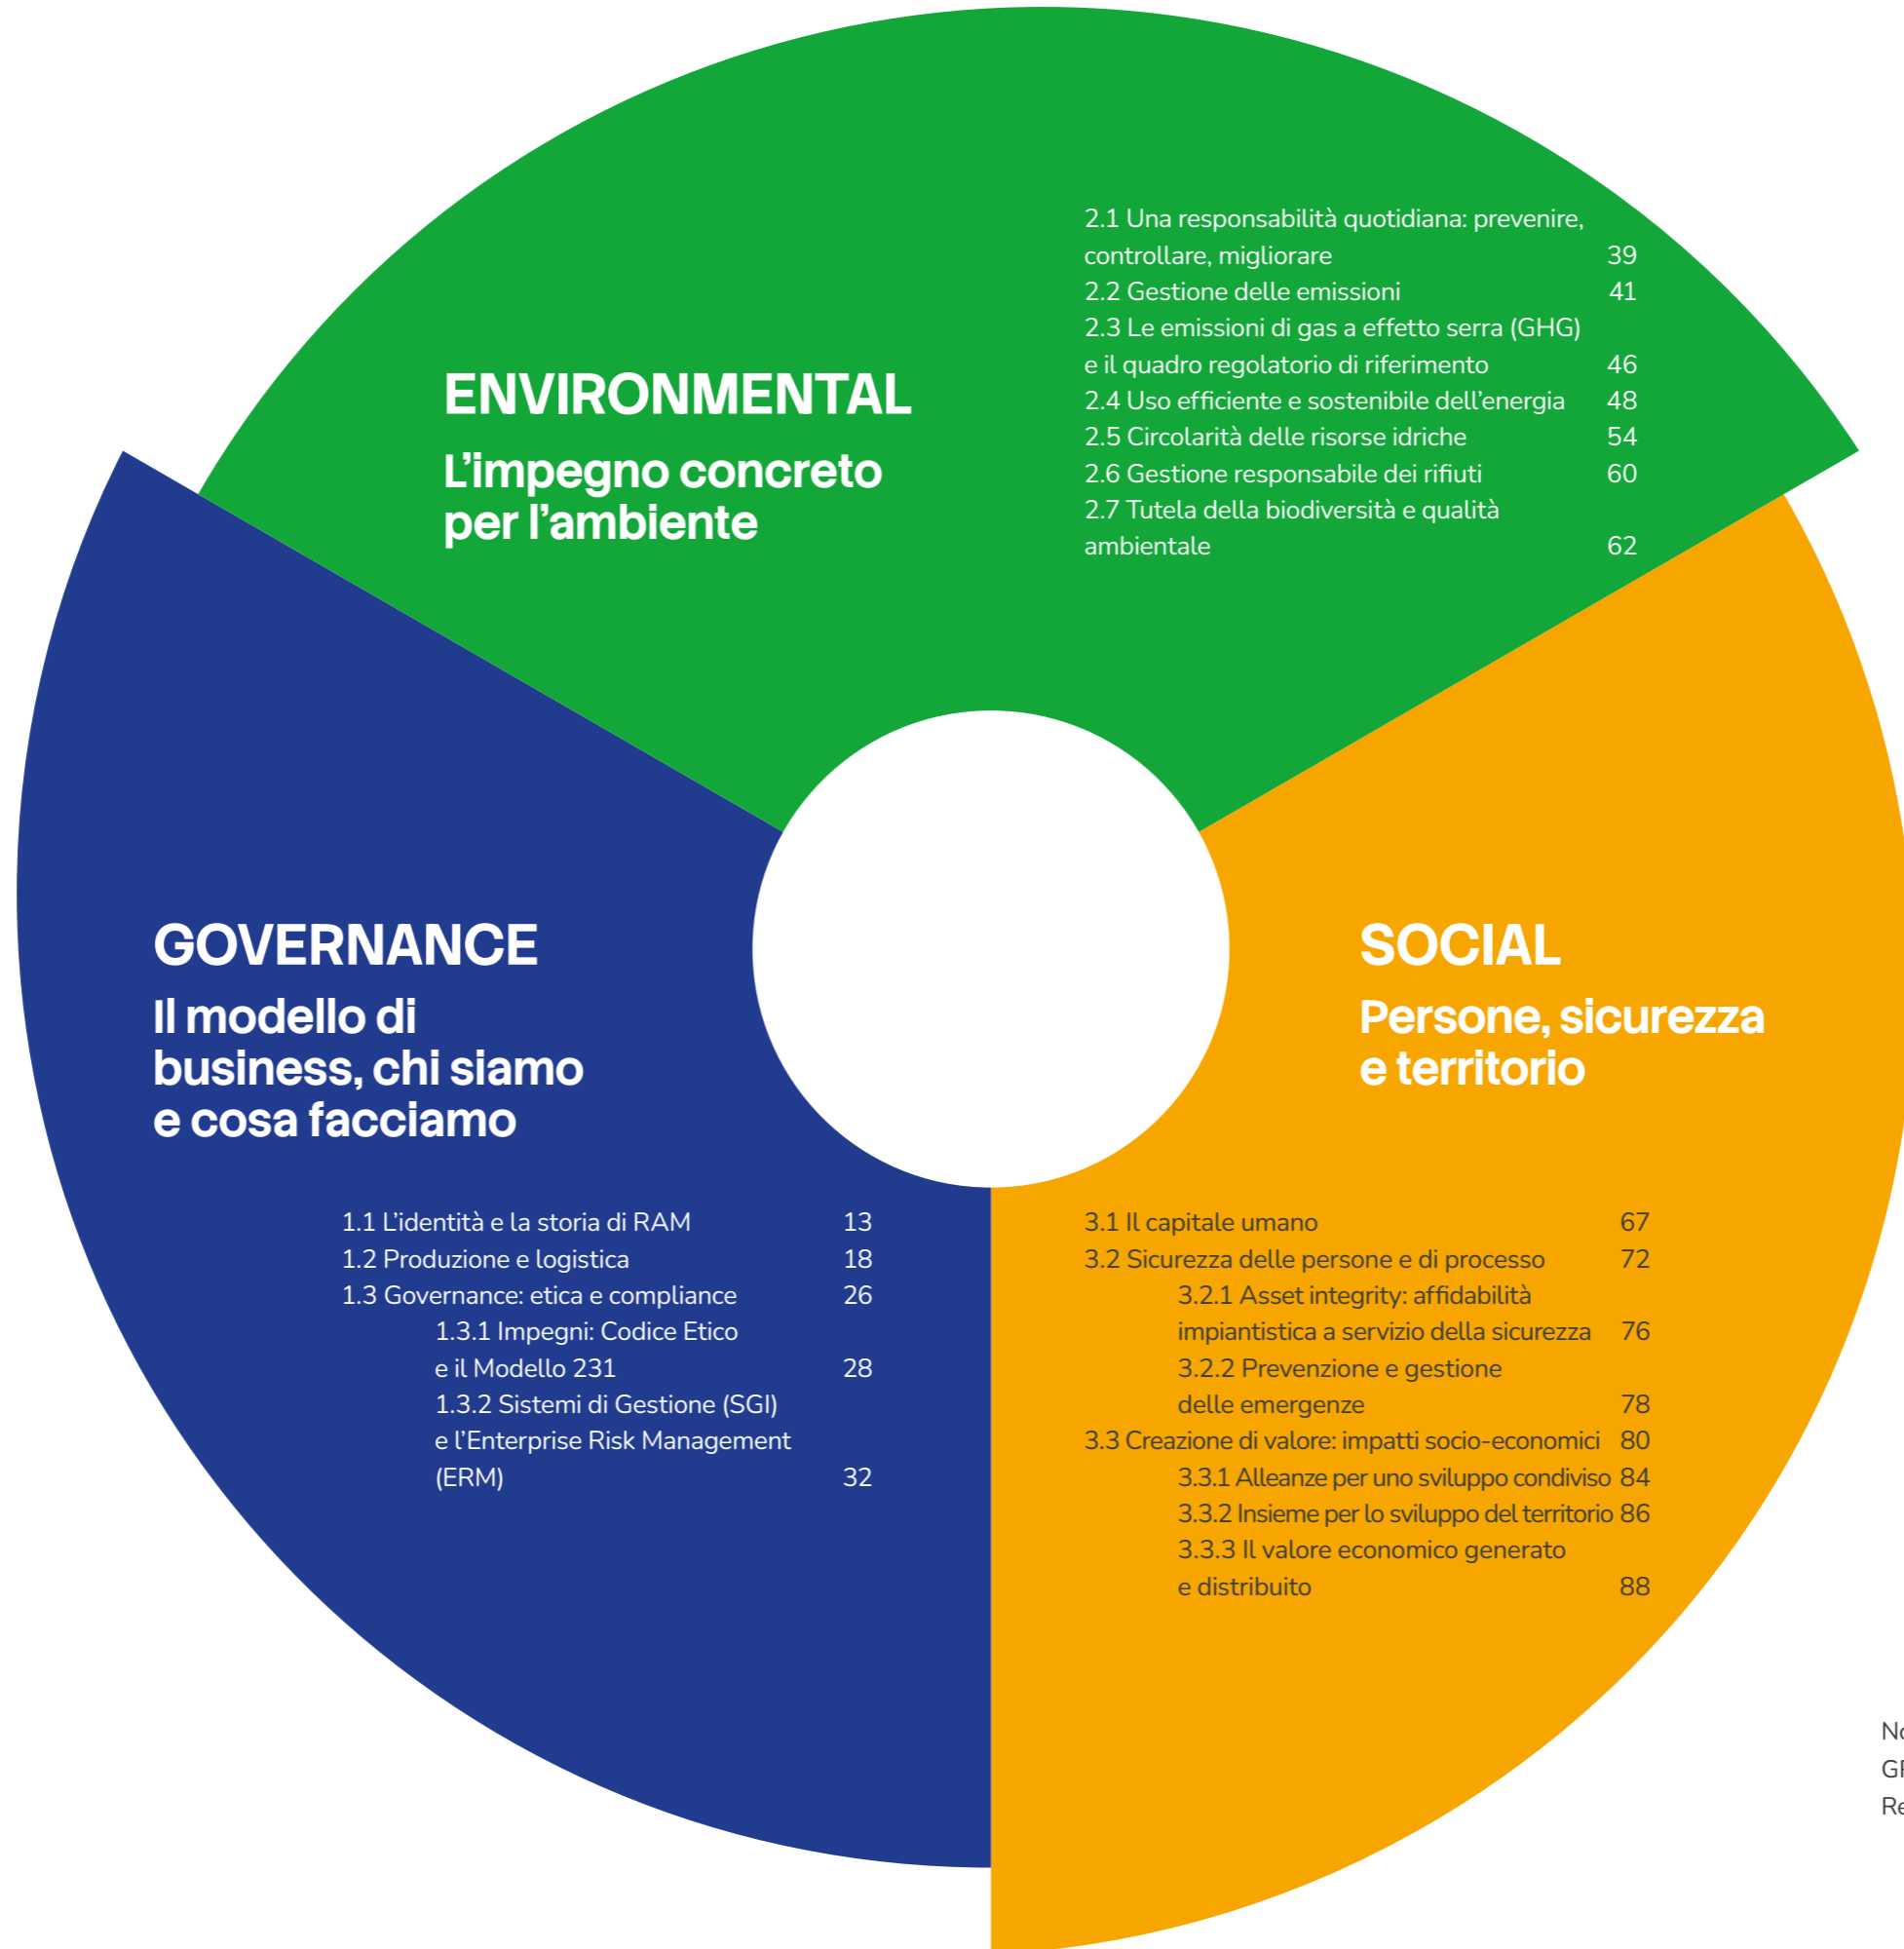 ENVIRONMENTAL
L’impegno concreto
per l’ambiente
2.1 Una responsabilità quotidiana: prevenire,
controllare, migliorare 39
2.2 Gestione delle emissioni 41
2.3 Le emissioni di gas a effetto serra (GHG)
e il quadro regolatorio di riferimento 46
2.4 Uso efficiente e sostenibile dell’energia 48
2.5 Circolarità delle risorse idriche 54
2.6 Gestione responsabile dei rifiuti 60
2.7 Tutela della biodiversità e qualità
ambientale 62
GOVERNANCE
Il modello di
business, chi siamo
e cosa facciamo
1.1 L’identità e la storia di RAM 13
1.2 Produzione e logistica 18
1.3 Governance: etica e compliance 26
1.3.1 Impegni: Codice Etico
e il Modello 231 28
1.3.2 Sistemi di Gestione (SGI)
e l’Enterprise Risk Management
(ERM) 32
SOCIAL
Persone, sicurezza
e territorio
3.1 Il capitale umano 67
3.2 Sicurezza delle persone e di processo 72
3.2.1 Asset integrity: affidabilità
impiantistica a servizio della sicurezza 76
3.2.2 Prevenzione e gestione
delle emergenze 78
3.3 Creazione di valore: impatti socio-economici 80
3.3.1 Alleanze per uno sviluppo condiviso 84
3.3.2 Insieme per lo sviluppo del territorio 86
3.3.3 Il valore economico generato
e distribuito 88